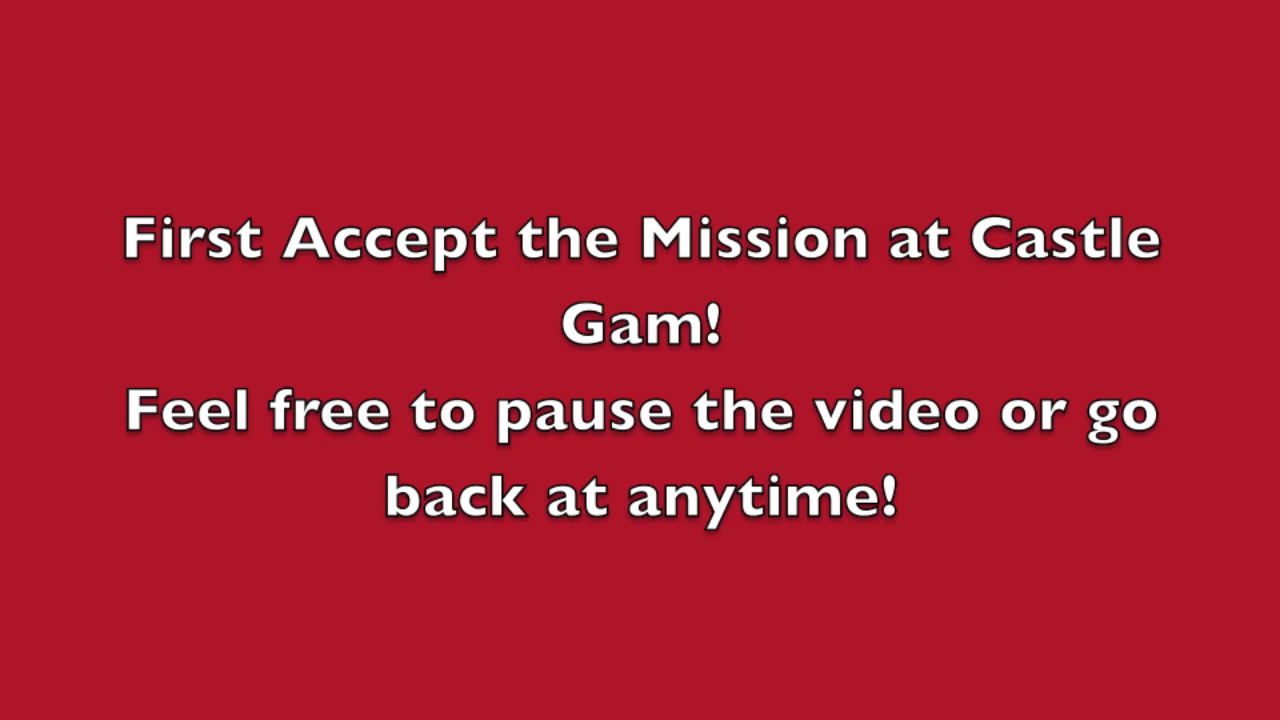 First Accept the Mission at Castle
Gam!
Feel free to pause the video or go
back at anytime!